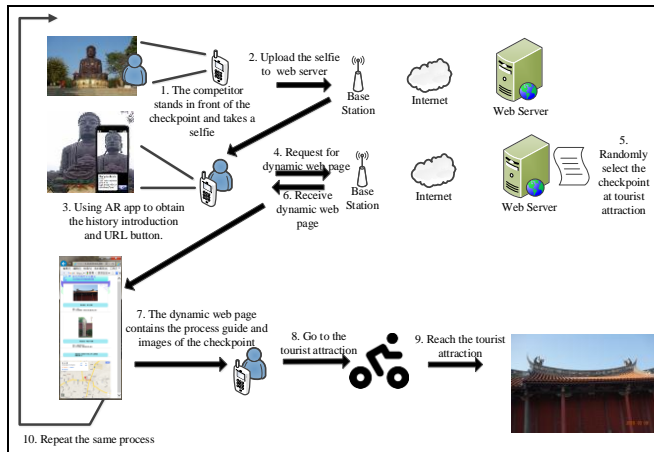 2. Upload the selfie
to web server
1. The competitor
stands in front of the
checkpoint and takes a
selfie
Base
Station
Internet
Web Server
3. Using AR app to obtain
the history introduction
and URL button.
4. Request for
dynamic web page
6. Receive
dynamic web
page
Base
Station
Internet
Web Server
5.
Randomly
select the
checkpoint
at tourist
attraction
7. The dynamic web page
contains the process guide and
images of the checkpoint
8. Go to the
tourist attraction
9. Reach the tourist
attraction
10. Repeat the same process